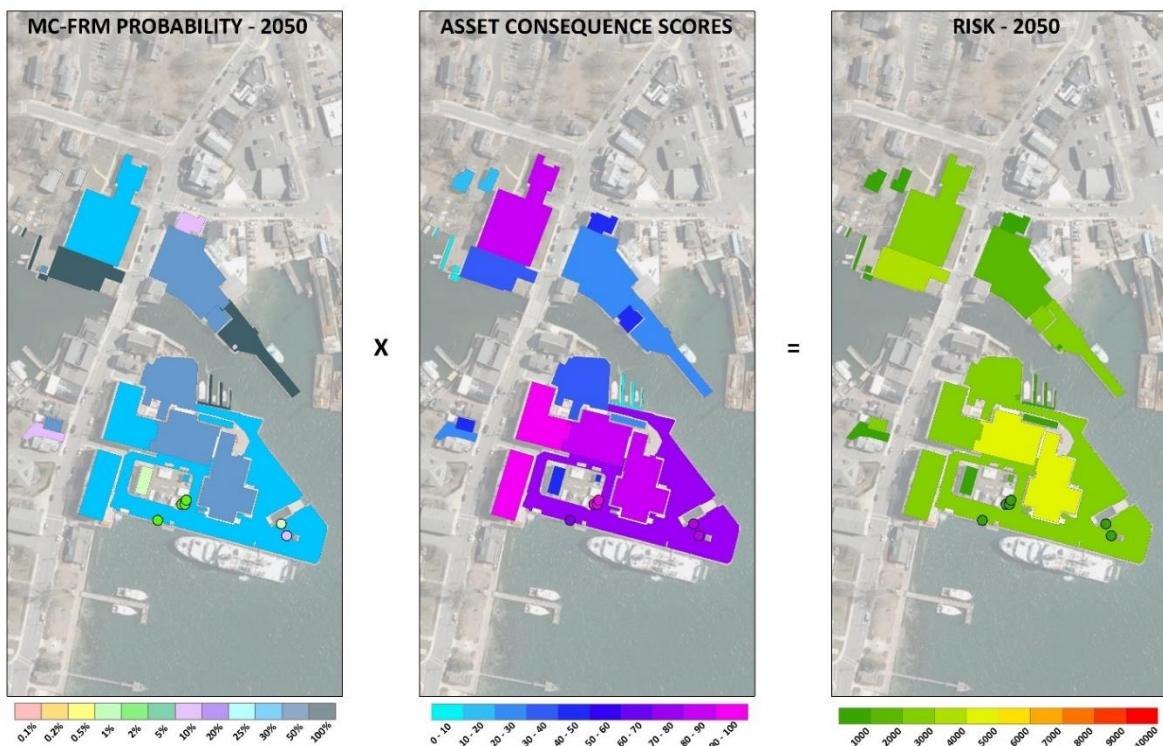 MC-FRM PROBABILITY - 2050
ASSET CONSEQUENCE SCORES
RISK - 2050
X
=
0.1%
0.2%
0.5%
1%
2%
5%
10%
20%
25%
30%
50%
100%
0 - 10
10 - 20
20 - 30
30 - 40
40 - 50
50 - 60
60 - 70
70 - 80
80 - 90
90 - 100
1000
2000
3000
4000
5000
6000
7000
8000
9000
10000